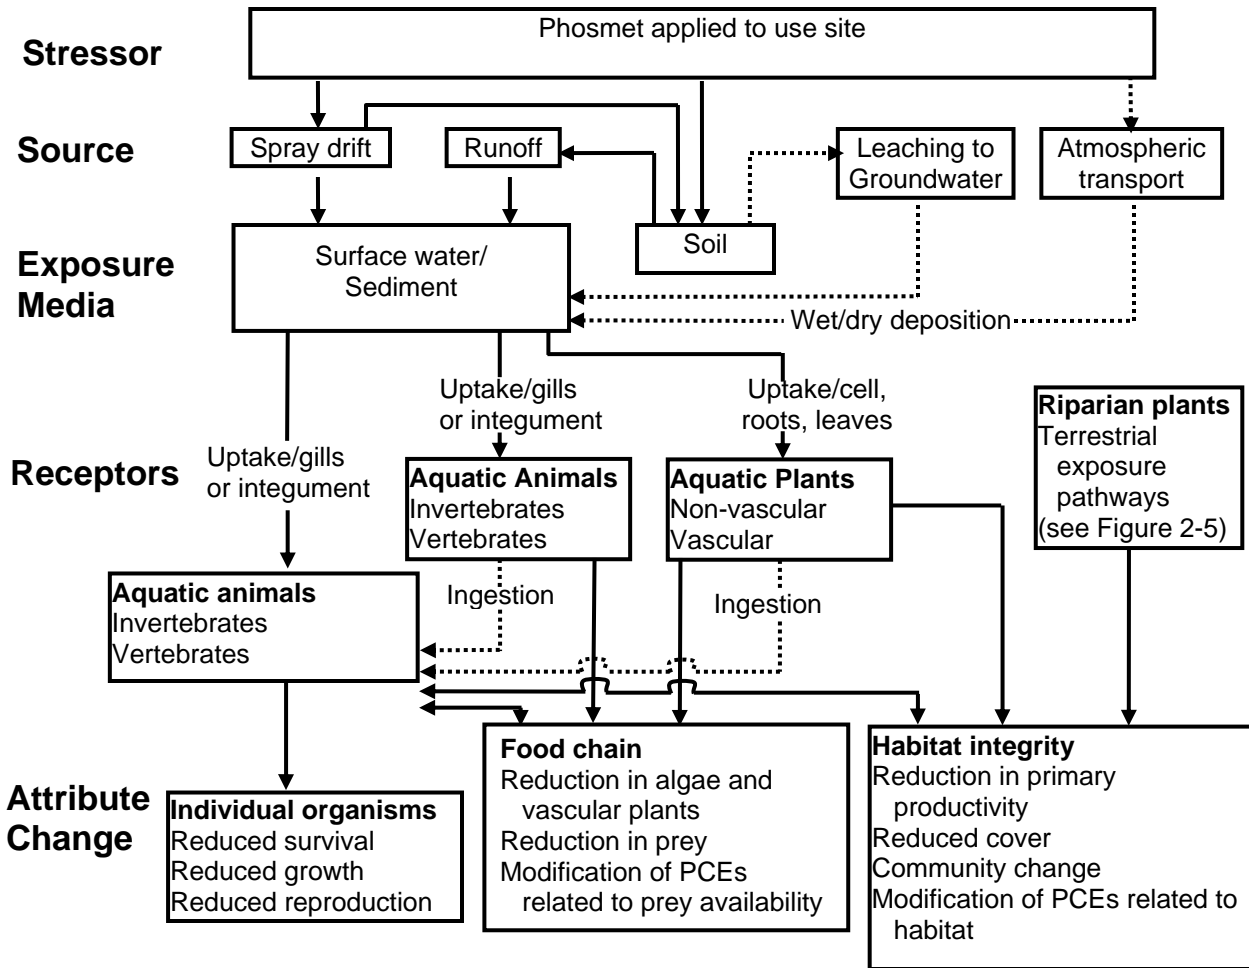 Stressor
Phosmet applied to use site
Source
Spray drift
Runoff
Leaching to
Groundwater
Atmospheric
transport
Exposure
Media
Surface water/
Sediment
Soil
Wet/dry deposition
Receptors
Uptake/gills
or integument
Uptake/gills
or integument
Uptake/cell,
roots, leaves
Riparian plants
Terrestrial
exposure
pathways
(see Figure 2-5)
Aquatic Animals
Invertebrates
Vertebrates
Aquatic Plants
Non-vascular
Vascular
Aquatic animals
Invertebrates
Vertebrates
Ingestion
Ingestion
Attribute
Change
Individual organisms
Reduced survival
Reduced growth
Reduced reproduction
Food chain
Reduction in algae and
vascular plants
Reduction in prey
Modification of PCEs
related to prey availability
Habitat integrity
Reduction in primary
productivity
Reduced cover
Community change
Modification of PCEs related to
habitat